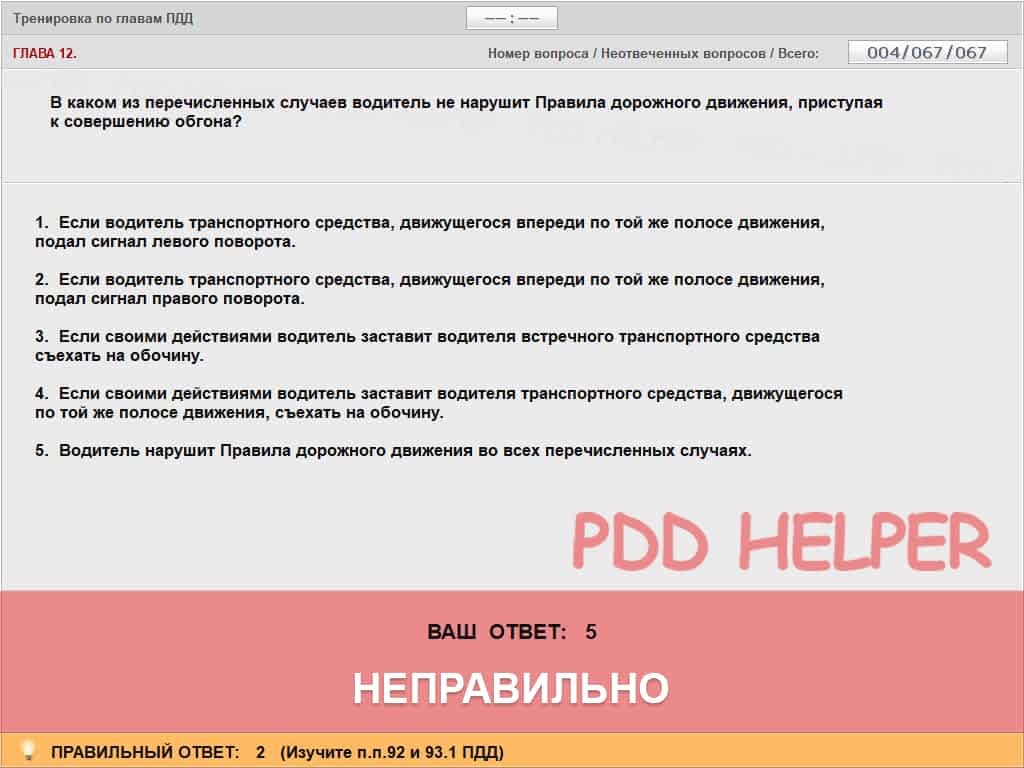 Тренировка по главам ПДД
—— : ——
ГЛАВА 12.
Номер вопроса / Неотвеченных вопросов / Всего:
004/067/067
В каком из перечисленных случаев водитель не нарушит Правила дорожного движения, приступая
к совершению обгона?
1. Если водитель транспортного средства, движущегося впереди по той же полосе движения,
подал сигнал левого поворота.
2. Если водитель транспортного средства, движущегося впереди по той же полосе движения,
подал сигнал правого поворота.
3. Если своими действиями водитель заставит водителя встречного транспортного средства
съехать на обочину.
4. Если своими действиями водитель заставит водителя транспортного средства, движущегося
по той же полосе движения, съехать на обочину.
5. Водитель нарушит Правила дорожного движения во всех перечисленных случаях.
PDD HELPER
ВАШ ОТВЕТ: 5
НЕПРАВИЛЬНО
ПРАВИЛЬНЫЙ ОТВЕТ: 2 (Изучите п.п.92 и 93.1 ПДД)